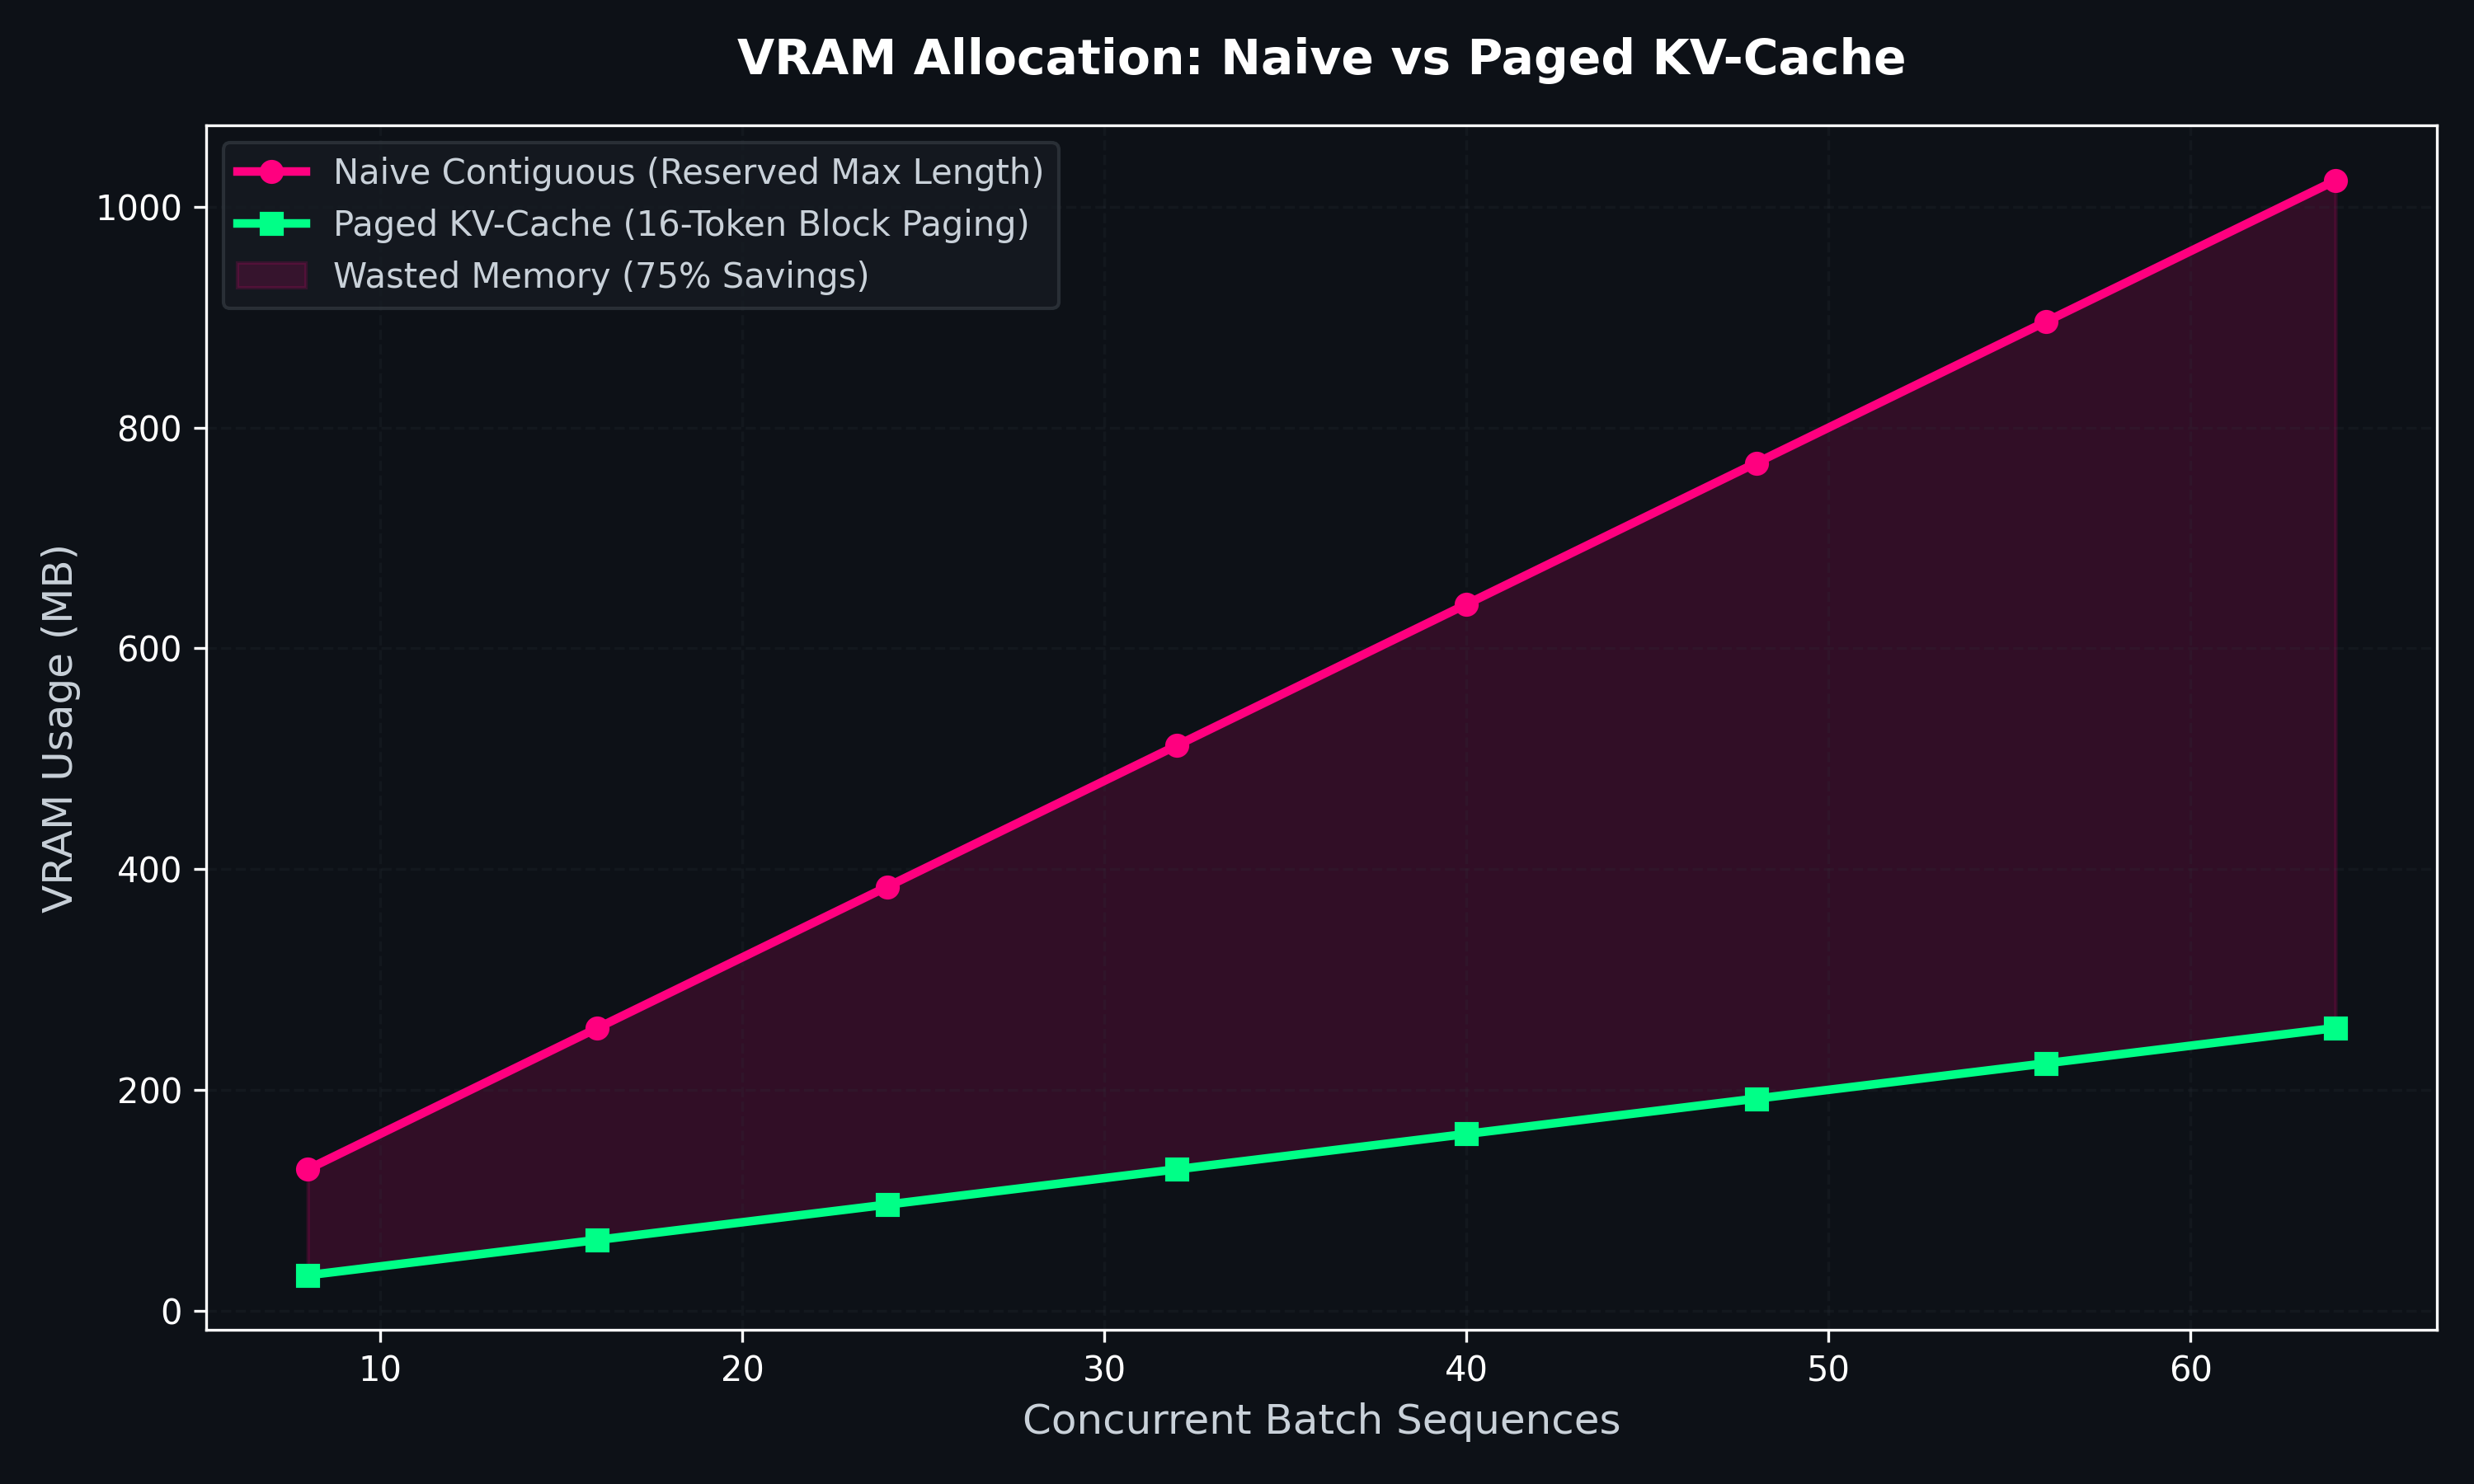 VRAM Allocation: Naive vs Paged KV-Cache
Naive Contiguous (Reserved Max Length)
Paged KV-Cache (16-Token Block Paging)
Wasted Memory (75% Savings)
VRAM Usage (MB)
1000
800
600
400
200
0
10 20 30 40 50 60
Concurrent Batch Sequences